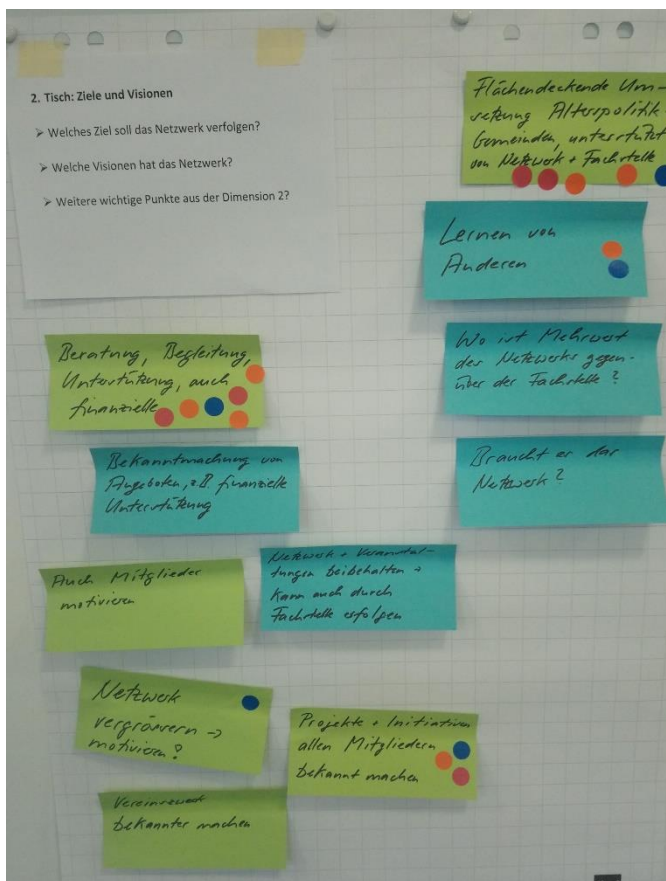 2. Tisch: Ziele und Visionen
➢ Welches Ziel soll das Netzwerk verfolgen?
➢ Welche Visionen hat das Netzwerk?
➢ Weitere wichtige Punkte aus der Dimension 2?
Flächendeckende Um-
setzung Alterspolitik
Gemeinden, unterstützt
von Netzwerk + Fachstelle
Lernen von
Anderen
Wo ist Mehrwert
des Netzwerks gegen-
über der Fachstelle?
Braucht es das
Netzwerk?
Beratung, Begleitung,
Unterstützung, auch
finanzielle
Bekanntmachung von
Angeboten, z.B. finanzielle
Unterstützung
Auch Mitglieder
motivieren
Netzwerk + Veranstal-
tungen beibehalten →
Kann auch durch
Fachstelle erfolgen
Netzwerk
vergrössern →
motivieren?
Projekte + Initiativen
allen Mitgliedern
bekannt machen
bekannter machen